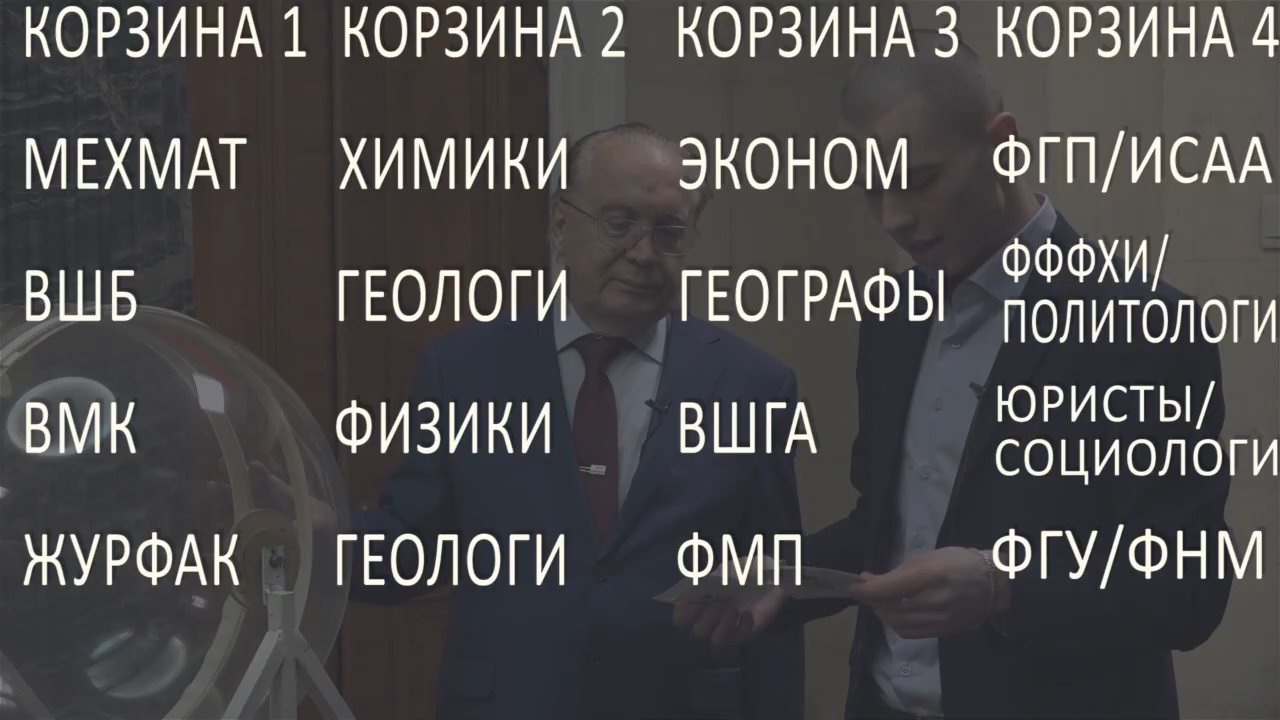 КОРЗИНА 1
МЕХМАТ
ВШБ
ВМК
ЖУРФАК
КОРЗИНА 2
ХИМИКИ
ГЕОЛОГИ
ФИЗИКИ
ГЕОЛОГИ
КОРЗИНА 3
ЭКОНОМ
ГЕОГРАФЫ
ВШГА
ФМП
КОРЗИНА 4
ФГП/ИСАА
ФФФХИ/
ПОЛИТОЛОГИ
ЮРИСТЫ/
СОЦИОЛОГИ
ФГУ/ФНМ